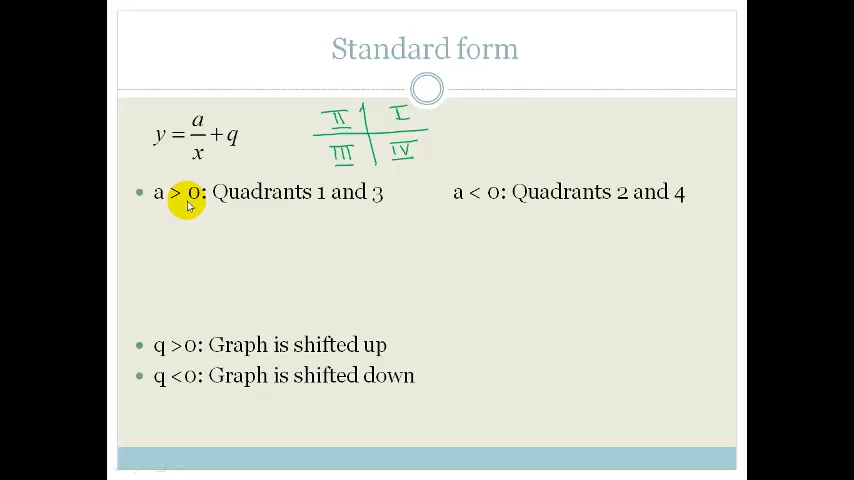 Standard form
y = a/x + q
II I
III IV
a > 0: Quadrants 1 and 3 a < 0: Quadrants 2 and 4
q >0: Graph is shifted up
q <0: Graph is shifted down